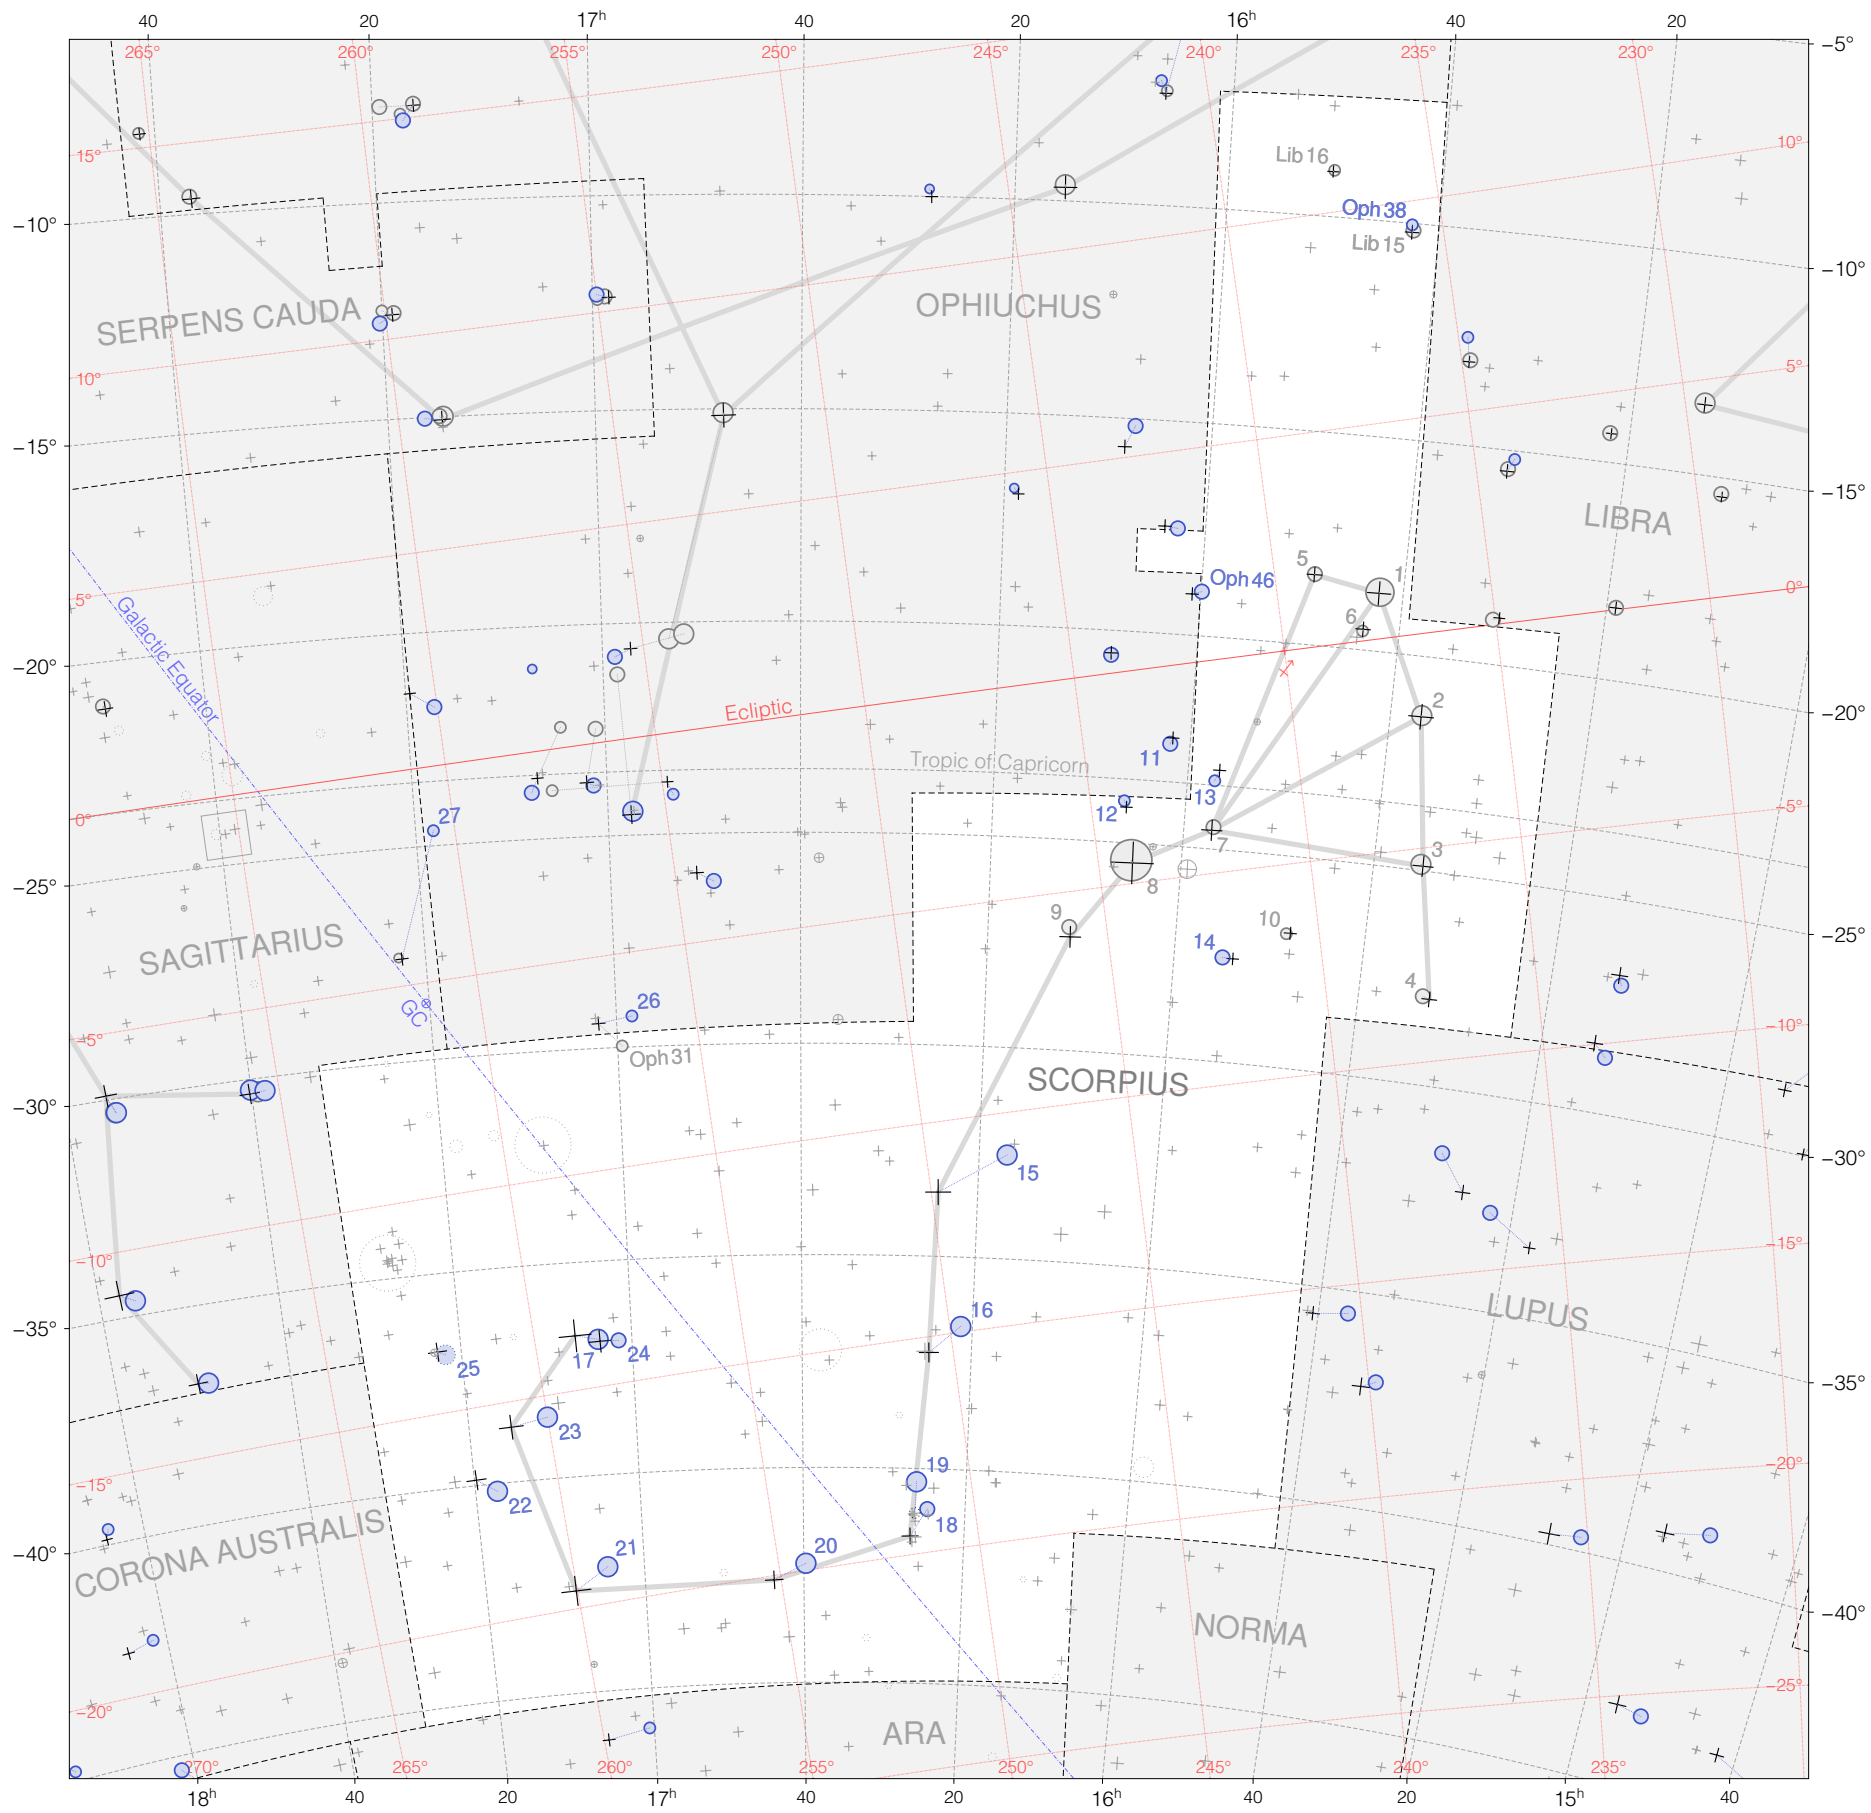 40 20 17h 40 20 16h 40 20
265° 260° 255° 250° 245° 240° 235° 230°
−5°
15° 10°
Lib 16
Oph 38
−10°
Lib 15
−10°
SERPENS CAUDA OPHIUCHUS
10° 5°
−15°
−15°
LIBRA
5 1
Oph 46
5° 0°
Galactic Equator
6
−20°
Ecliptic
2
−20°
11
Tropic of Capricorn
13
−5°
12
0°
27
7
3
−25°
8
9
10
−25°
14
SAGITTARIUS
4
GC
26
−10°
−5°
Oph 31
SCORPIUS
−30°
−30°
15
−15°
−10°
16
LUPUS
−35°
17 24
25
−35°
23
19
−20°
−15°
22
18
CORONA AUSTRALIS
−40°
21 20
−40°
NORMA
−25°
−20°
ARA
270° 265° 260° 255° 250° 245° 240° 235°
18h 40 20 17h 40 20 16h 40 20 15h 40